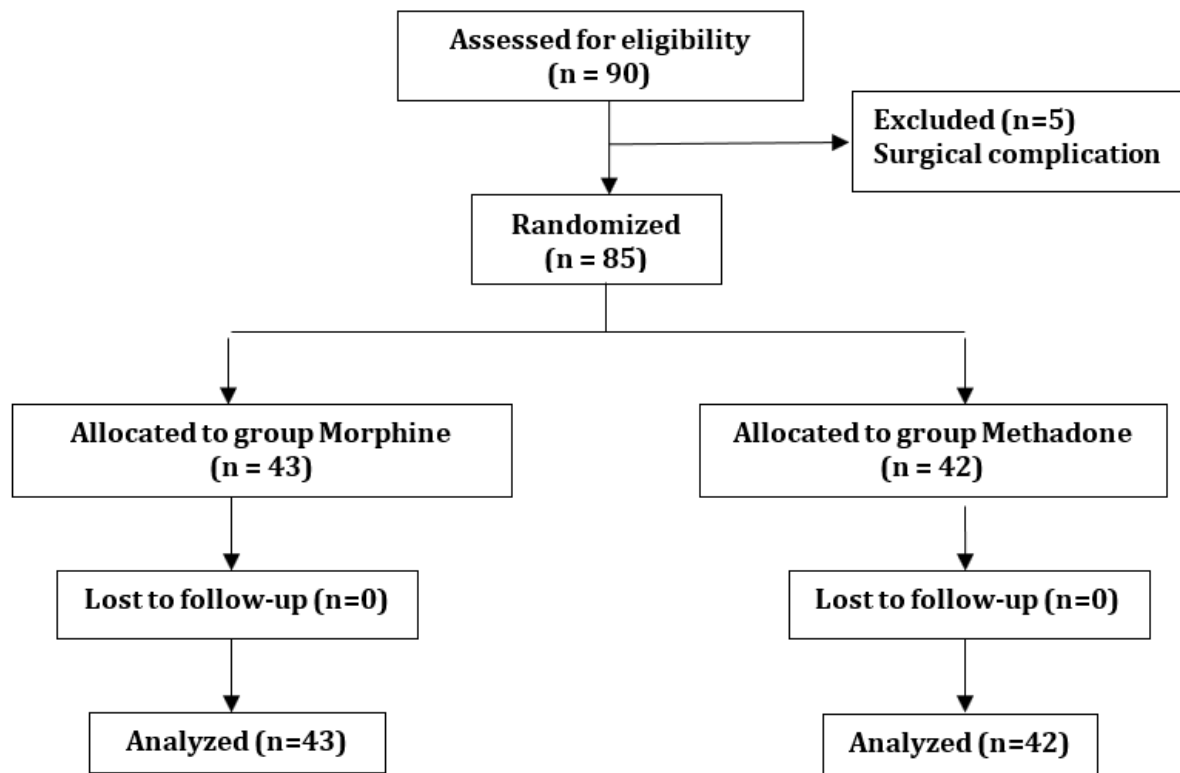 Assessed for eligibility
(n = 90)
Excluded (n=5)
Surgical complication
Randomized
(n = 85)
Allocated to group Morphine
(n = 43)
Allocated to group Methadone
(n = 42)
Lost to follow-up (n=0)
Lost to follow-up (n=0)
Analyzed (n=43)
Analyzed (n=42)